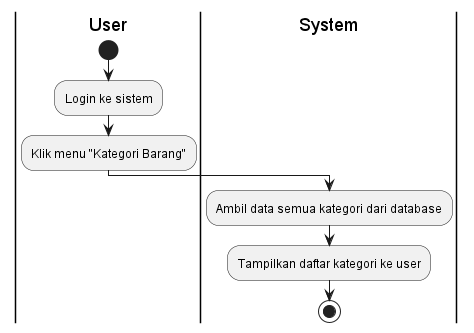 User
System
Login ke sistem
Klik menu "Kategori Barang"
Ambil data semua kategori dari database
Tampilkan daftar kategori ke user